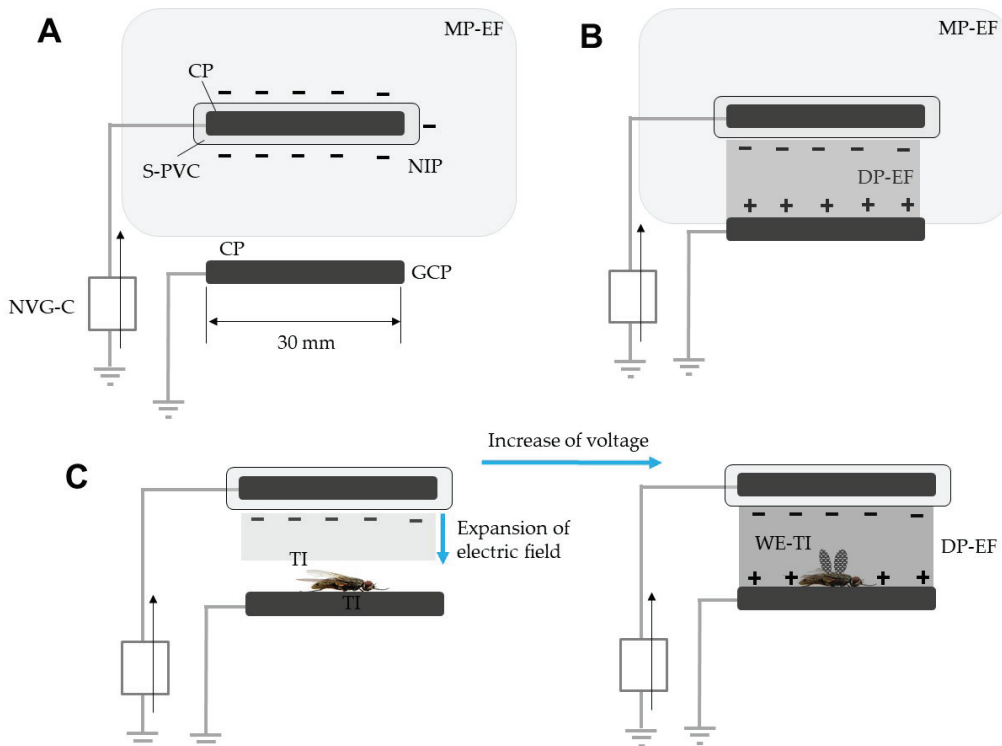 A
MP-EF
CP
S-PVC
NIP
CP
GCP
NVG-C
30 mm
B
MP-EF
DP-EF
Increase of voltage
C
Expansion of
electric field
TI
TI
WE-TI
DP-EF